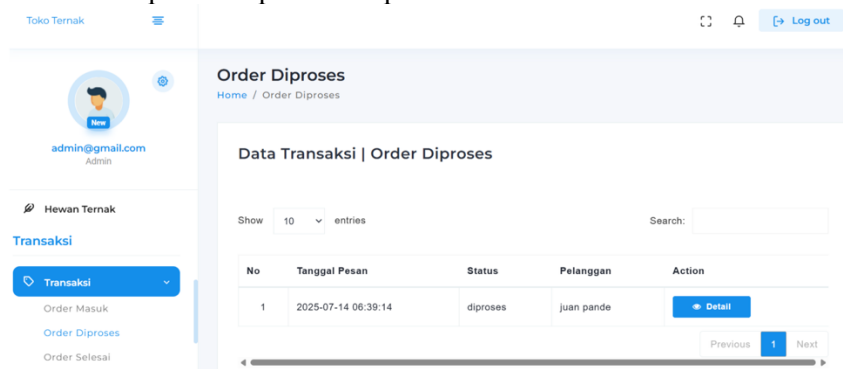 Toko Ternak
Log out
New
admin@gmail.com
Admin
Hewan Ternak
Transaksi
Transaksi
Order Masuk
Order Diproses
Order Selesai
Order Diproses
Home / Order Diproses
Data Transaksi | Order Diproses
Show 10 entries
Search:
No Tanggal Pesan Status Pelanggan Action
1 2025-07-14 06:39:14 diproses juan pande Detail
Previous 1 Next